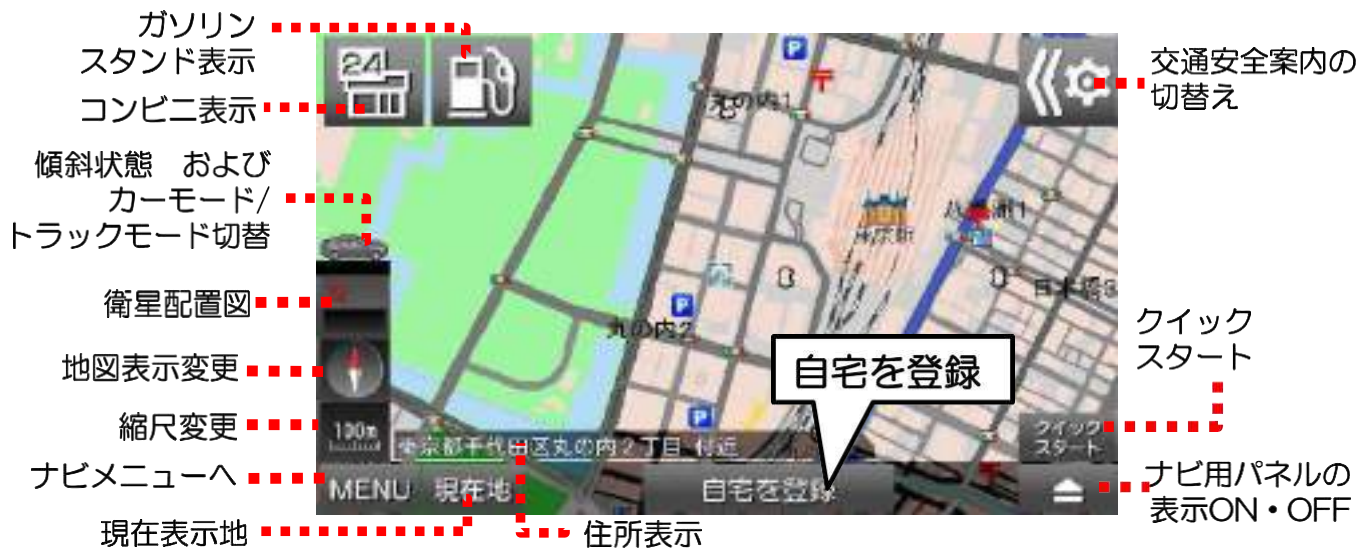 ガソリン
スタンド表示
コンビニ表示
傾斜状態 および
カーモード/
トラックモード切替
衛星配置図
地図表示変更
縮尺変更
ナビメニューへ
現在表示地
24
P
丸の内1
交通安全案内の
切替え
東京駅
日本橋3
P
丸の内2
自宅を登録
クイック
スタート
100m
P
クイック
スタート
東京都千代田区丸の内2丁目 付近
MENU 現在地
自宅を登録
ナビ用パネルの
表示ON・OFF
住所表示